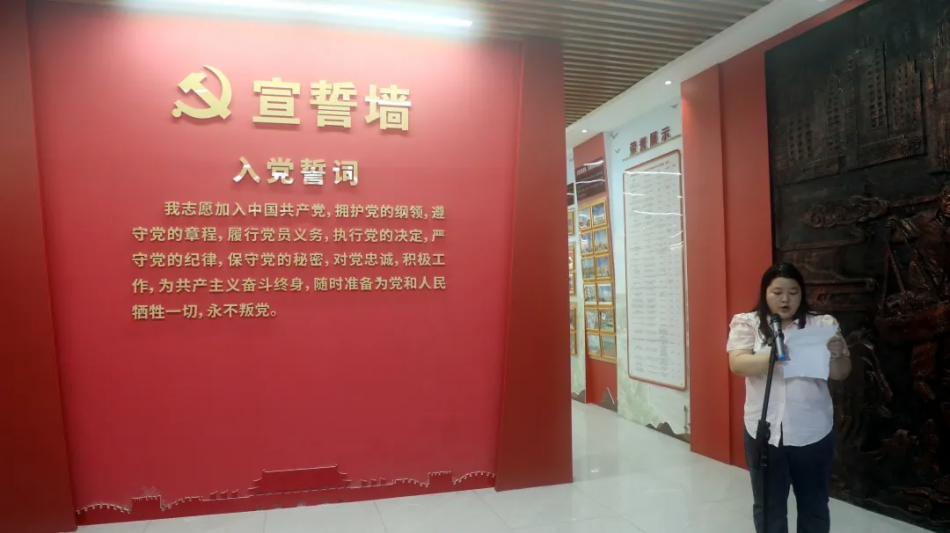 宣誓墙
入党誓词
我志愿加入中国共产党，拥护党的纲领，遵
守党的章程，履行党员义务，执行党的决定，严
守党的纪律，保守党的秘密，对党忠诚，积极工
作，为共产主义奋斗终身，随时准备为党和人民
牺牲一切，永不叛党。
荣誉展示